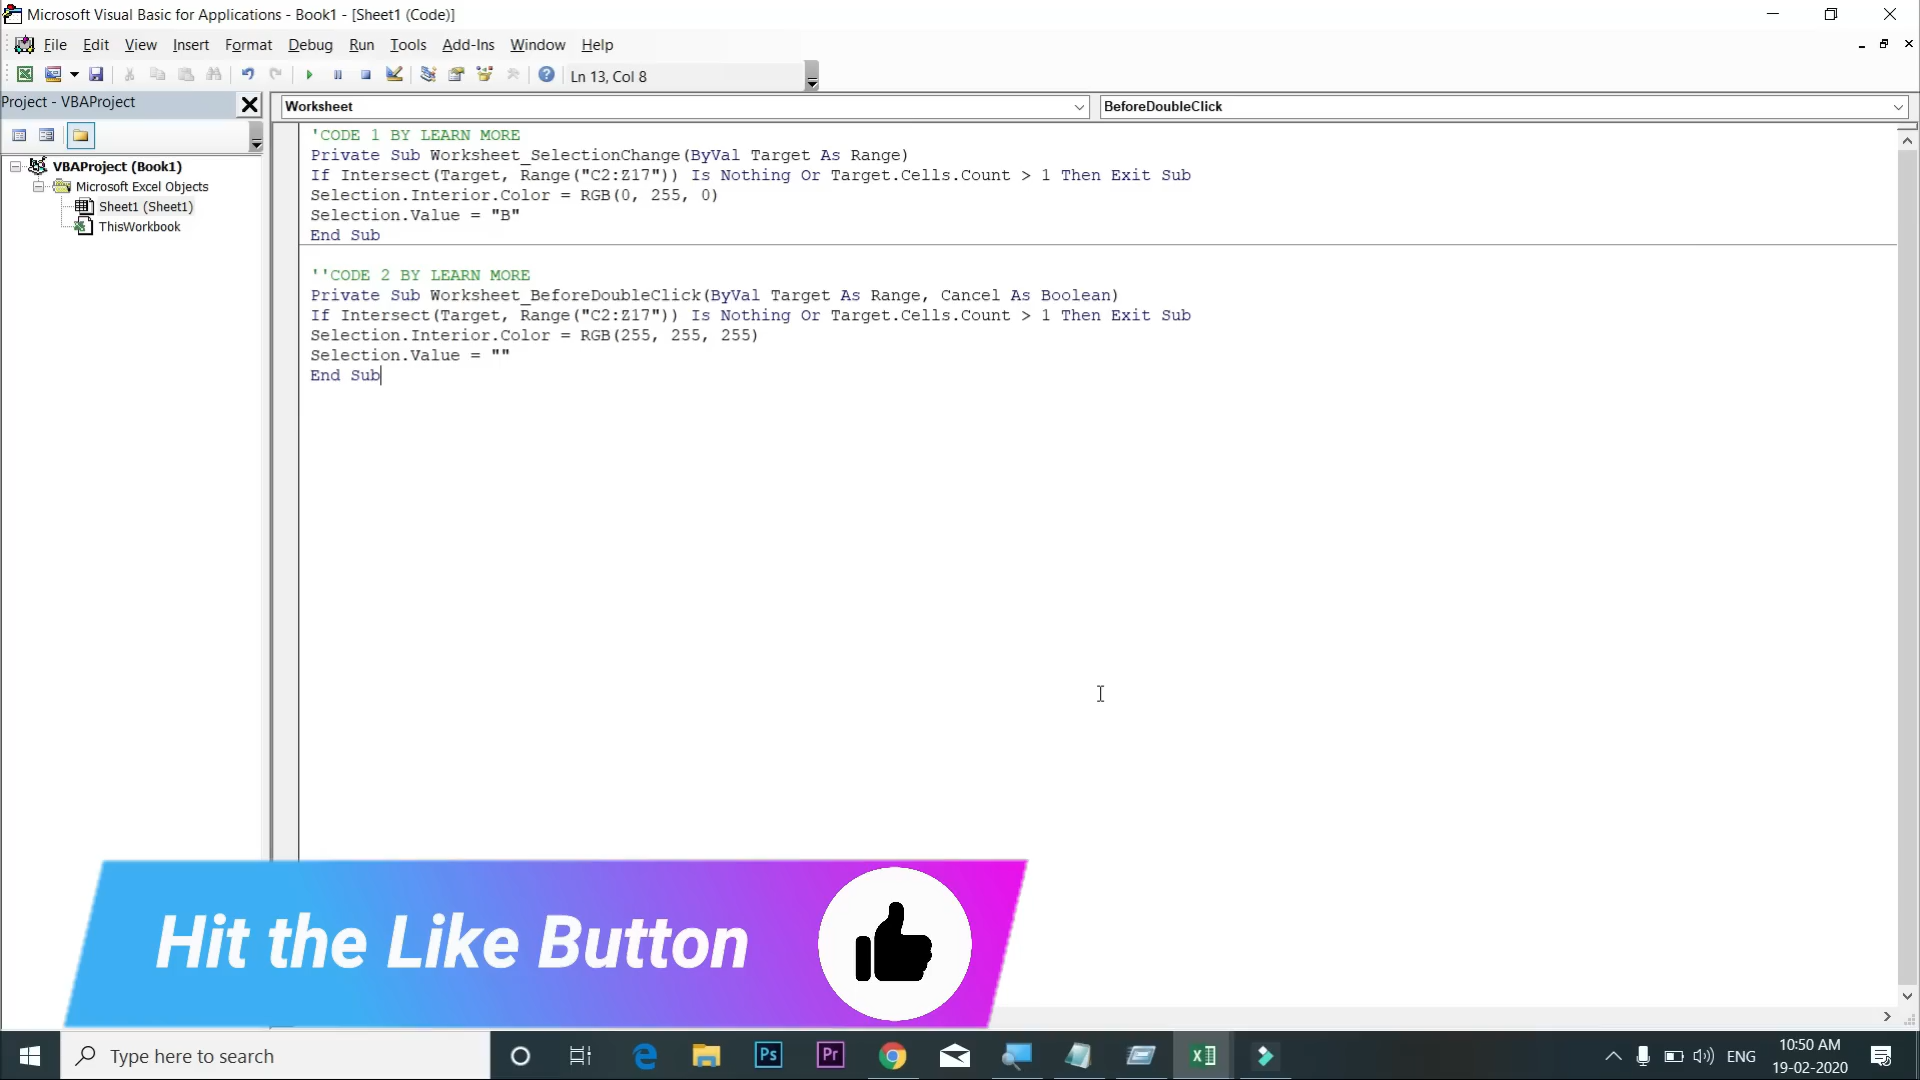 Microsoft Visual Basic for Applications - Book1 - [Sheet1 (Code)]
File Edit View Insert Format Debug Run Tools Add-Ins Window Help
Ln 13, Col 8
Project - VBAProject
Worksheet
BeforeDoubleClick
VBAProject (Book1)
Microsoft Excel Objects
Sheet1 (Sheet1)
ThisWorkbook
'CODE 1 BY LEARN MORE
Private Sub Worksheet_SelectionChange(ByVal Target As Range)
If Intersect(Target, Range("C2:Z17")) Is Nothing Or Target.Cells.Count > 1 Then Exit Sub
Selection.Interior.Color = RGB(0, 255, 0)
Selection.Value = "B"
End Sub
''CODE 2 BY LEARN MORE
Private Sub Worksheet_BeforeDoubleClick(ByVal Target As Range, Cancel As Boolean)
If Intersect(Target, Range("C2:Z17")) Is Nothing Or Target.Cells.Count > 1 Then Exit Sub
Selection.Interior.Color = RGB(255, 255, 255)
Selection.Value = ""
End Sub
Hit the Like Button
Type here to search
Ps
Pr
ENG
10:50 AM
19-02-2020